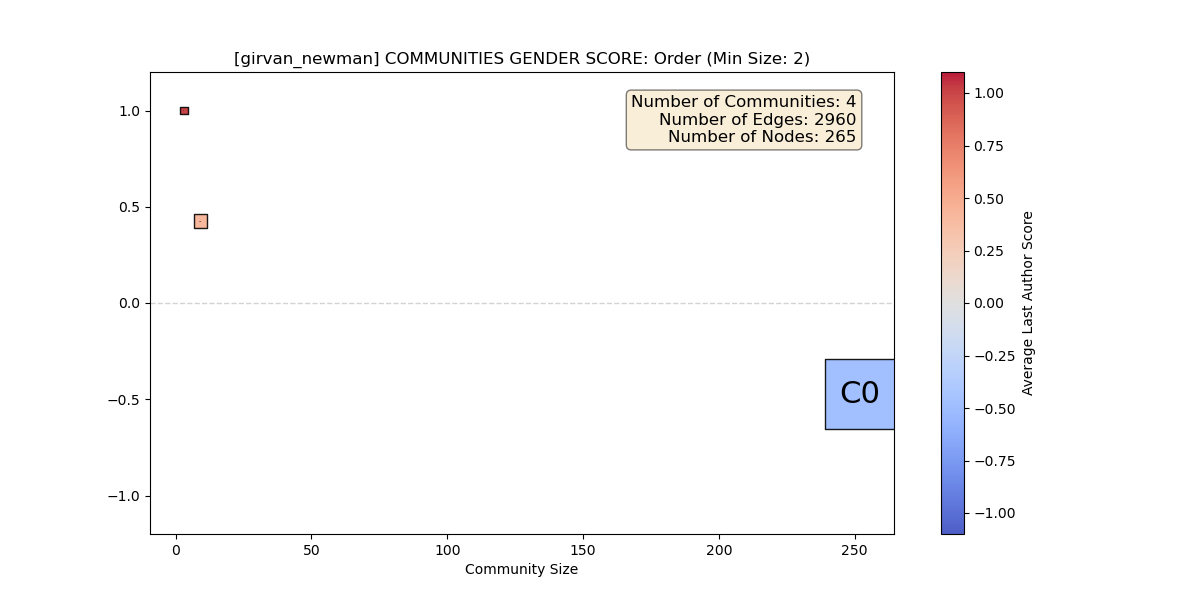 [girvan_newman] COMMUNITIES GENDER SCORE: Order (Min Size: 2)
Number of Communities: 4
Number of Edges: 2960
Number of Nodes: 265
1.0
0.5
0.0
−0.5
−1.0
C0
0
50
100
150
200
250
Community Size
1.00
0.75
0.50
0.25
0.00
−0.25
−0.50
−0.75
−1.00
Average Last Author Score